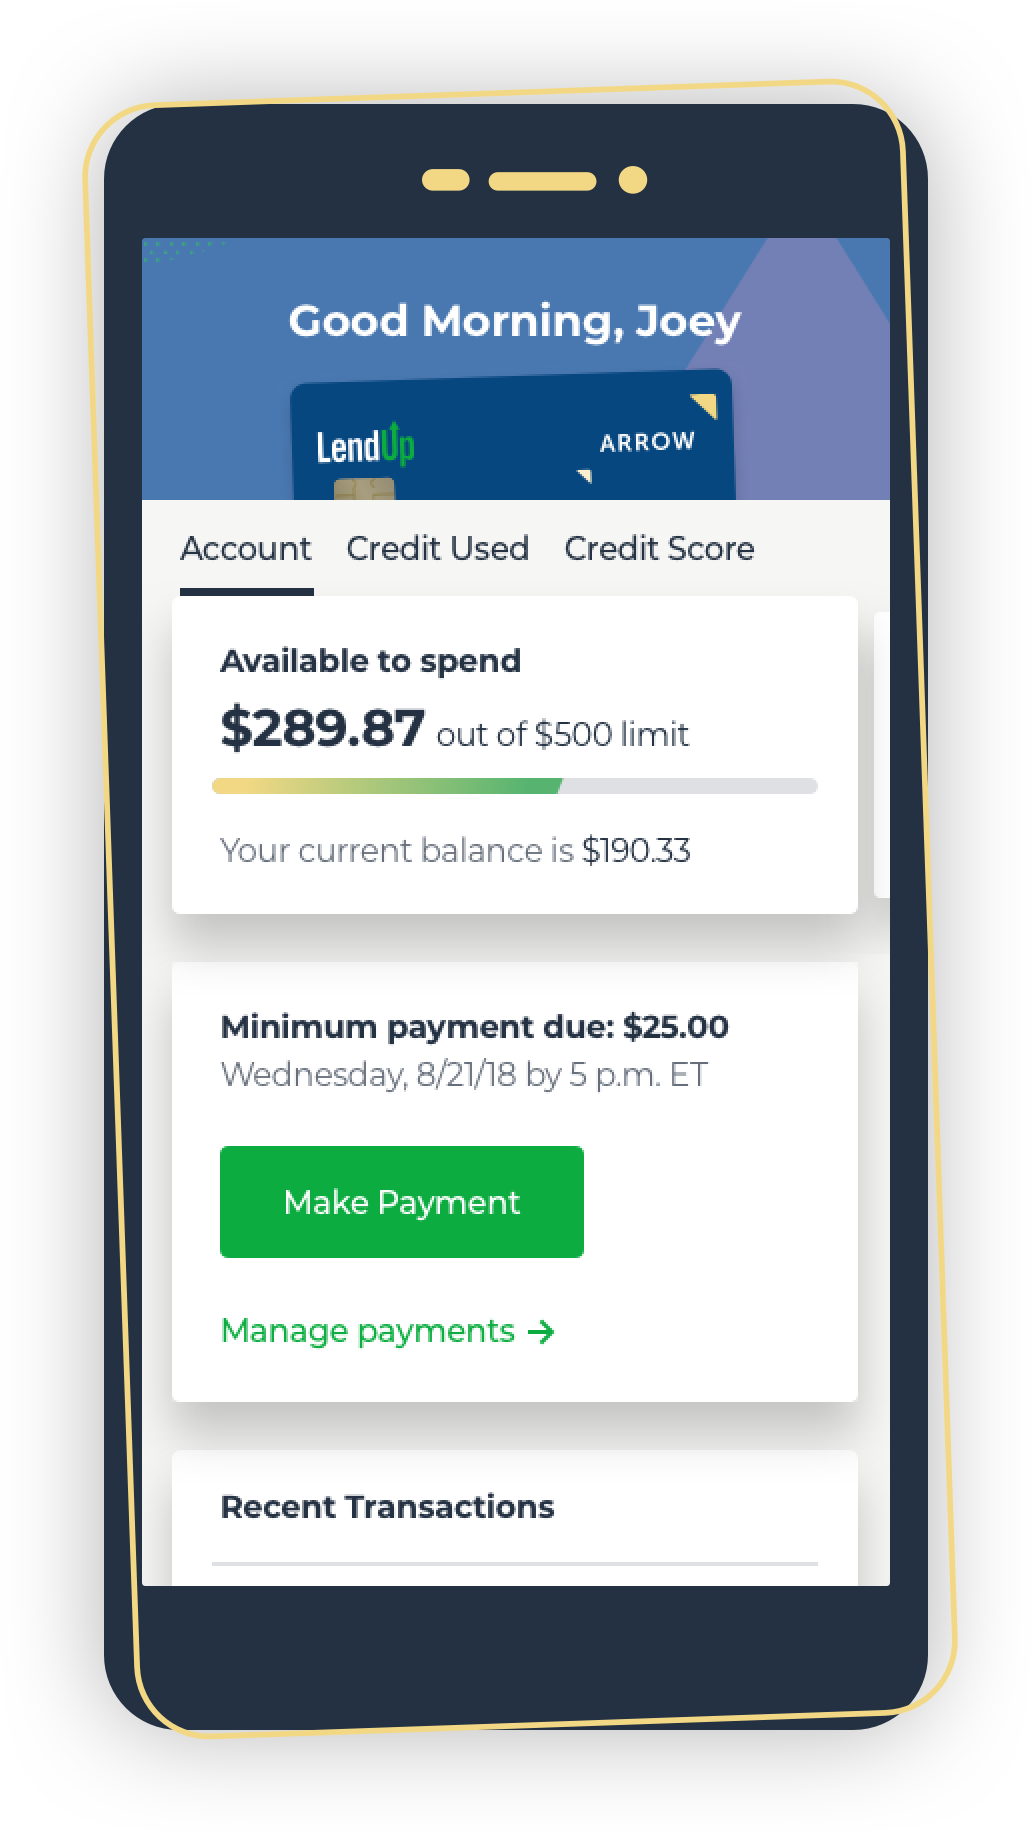 Good Morning, Joey
LendUp
ARROW
Account Credit Used Credit Score
Available to spend
$289.87 out of $500 limit
Your current balance is $190.33
Minimum payment due: $25.00
Wednesday, 8/21/18 by 5 p.m. ET
Make Payment
Manage payments →
Recent Transactions